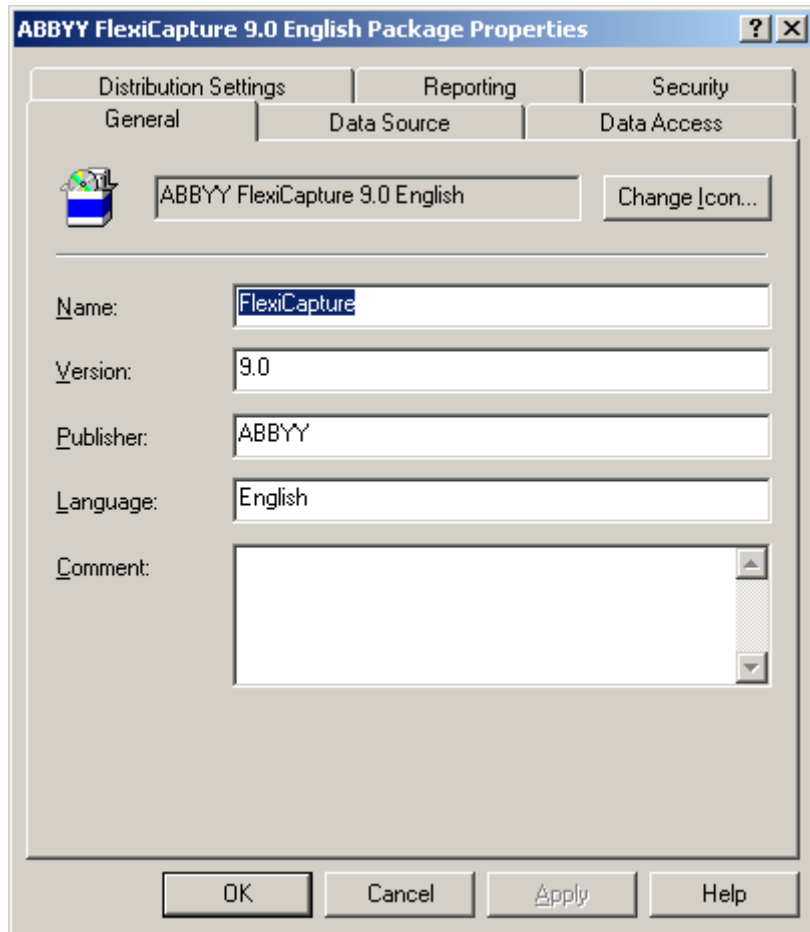 ABBYY FlexiCapture 9.0 English Package Properties
Distribution Settings Reporting Security
General Data Source Data Access
ABBYY FlexiCapture 9.0 English Change Icon...
Name: FlexiCapture
Version: 9.0
Publisher: ABBYY
Language: English
Comment:
OK Cancel Apply Help